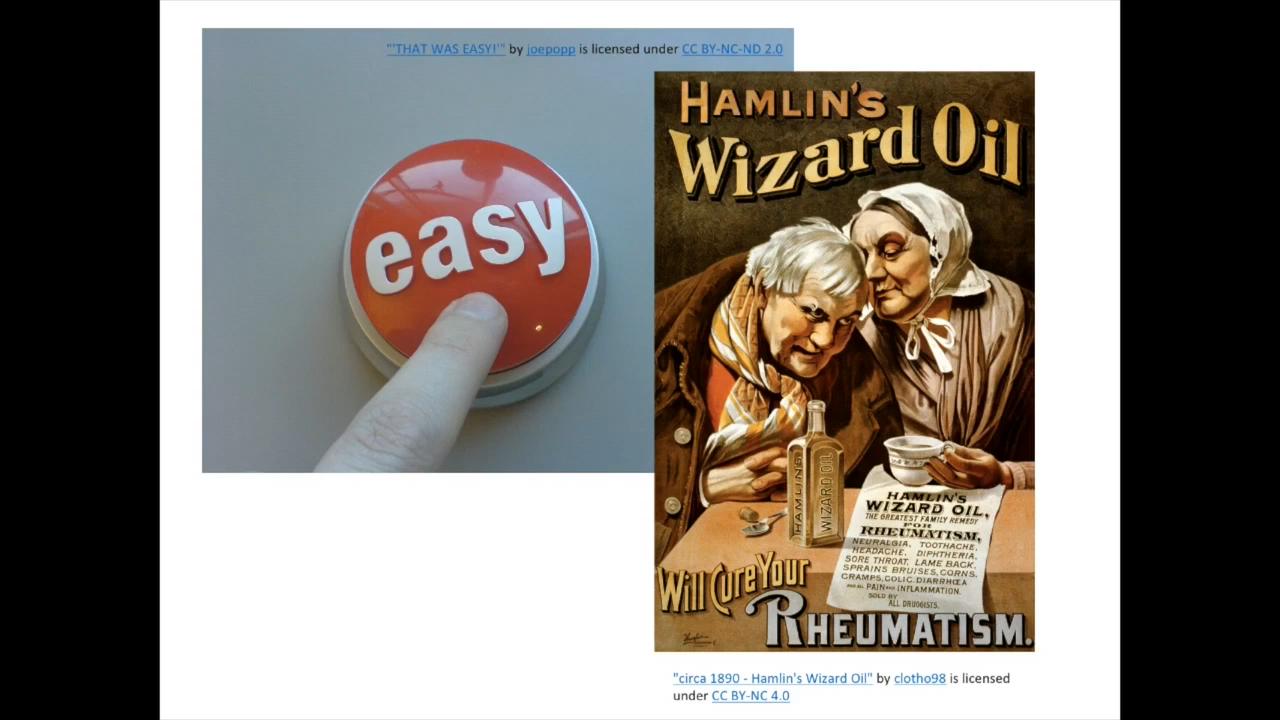 "'THAT WAS EASY!'" by joepopp is licensed under CC BY-NC-ND 2.0
easy
HAMLIN'S
Wizard Oil
HAMLINS
WIZARD OIL
HAMLIN'S
WIZARD OIL,
THE GREATEST FAMILY REMEDY
FOR
RHEUMATISM,
NEURALGIA, TOOTHACHE,
HEADACHE, DIPHTHERIA,
SORE THROAT, LAME BACK,
SPRAINS BRUISES, CORNS,
CRAMPS, COLIC, DIARRHŒA
AND ALL PAIN AND INFLAMMATION.
SOLD BY
ALL DRUGGISTS.
Will Cure Your
RHEUMATISM.
"circa 1890 - Hamlin's Wizard Oil" by clotho98 is licensed
under CC BY-NC 4.0